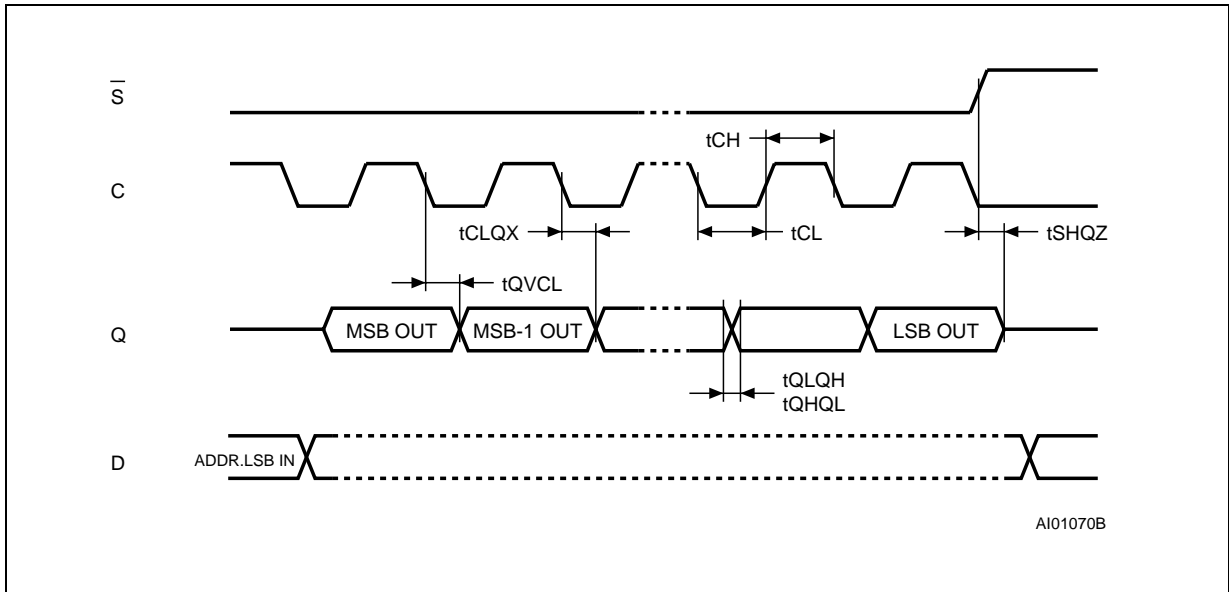 S
tCH
C
tCLQX
tCL
tSHQZ
tQVCL
Q
MSB OUT
MSB-1 OUT
LSB OUT
tQLQH
tQHQL
D
ADDR.LSB IN
AI01070B